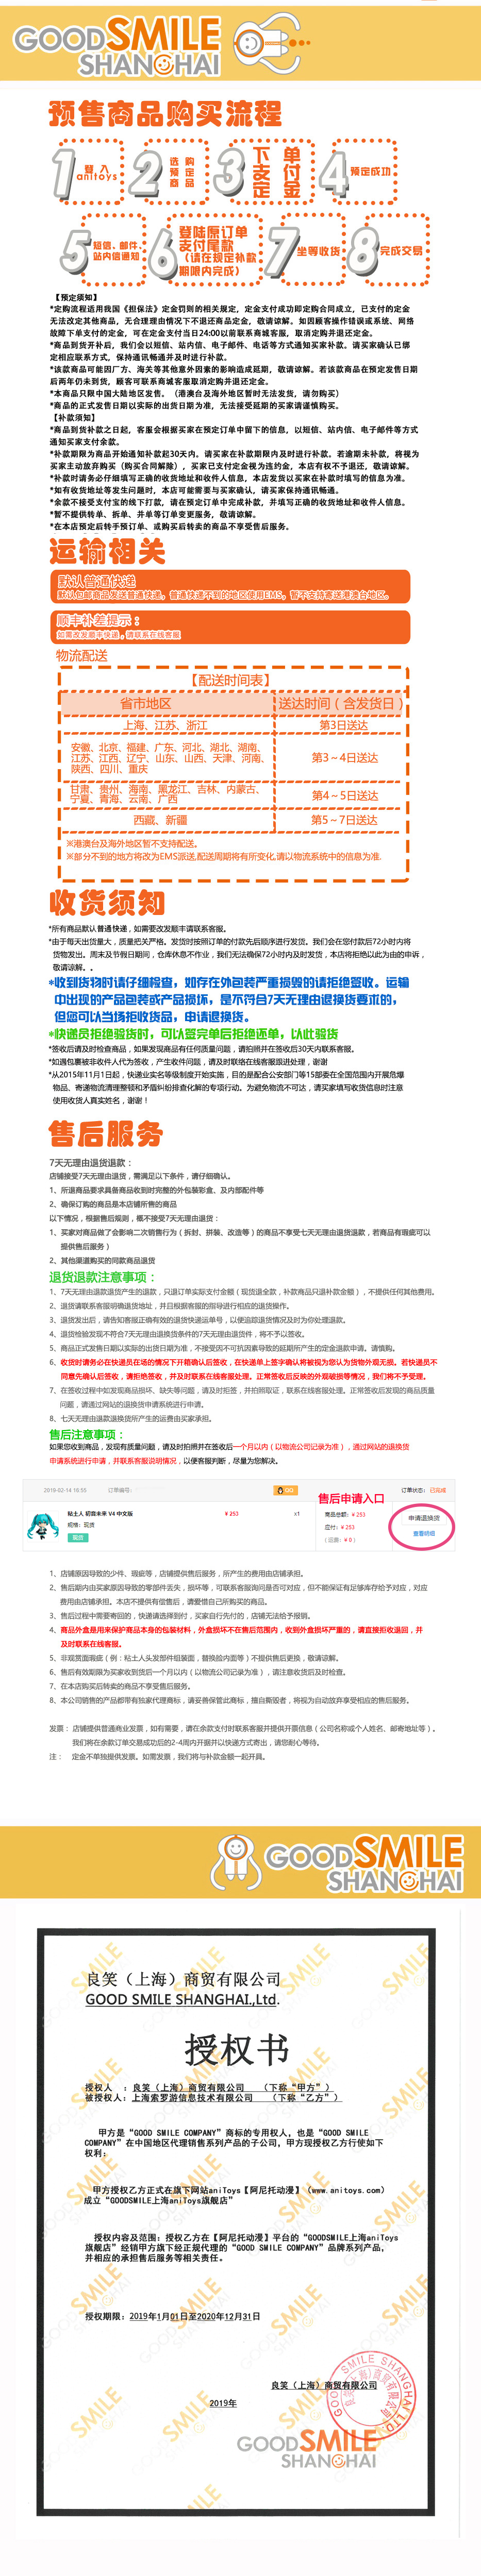 GOODSMILE
SHANGHAI
预售商品购买流程
1 登入
anitoys
2 选购
预定
商品
3 下单
支付
定金
4 预定成功
5 短信、邮件、
站内信通知
6 登陆原订单
支付尾款
（请在规定补款
期限内完成）
7 坐等收货
8 完成交易
【预定须知】
*定购流程适用我国《担保法》定金罚则的相关规定，定金支付成功即定购合同成立，已支付的定金
无法改定其他商品，无合理理由情况下不退还商品定金，敬请谅解。如因顾客操作错误或系统、网络
故障下单支付的定金，可在定金支付当日24:00以前联系商城客服，取消定购并退还定金。
*商品到货开补后，我们会以短信、站内信、电子邮件、电话等方式通知买家补款。请买家确认已绑
定相应联系方式，保持通讯畅通并及时进行补款。
*该款商品可能因厂方、海关等其他意外因素的影响造成延期，敬请谅解。若该款商品在预定发售日期
后两年仍未到货，顾客可联系商城客服取消定购并退还定金。
*本商品只限中国大陆地区发售。（港澳台及海外地区暂时无法发货，请勿购买）
*商品的正式发售日期以实际的出货日期为准，无法接受延期的买家请谨慎购买。
【补款须知】
*商品到货补款之日起，客服会根据买家在预定订单中留下的信息，以短信、站内信、电子邮件等方式
通知买家支付余款。
*补款期限为商品开始通知补款起30天内。请买家在补款期限内及时进行补款。若逾期未补款，将视为
买家主动放弃购买（购买合同解除），买家已支付定金视为违约金，本店有权不予退还，敬请谅解。
*补款时请务必仔细填写正确的收货地址和收件人信息，本店发货以买家在补款时填写的信息为准。
*如有收货地址等发生问题时，本店可能需要与买家确认，请买家保持通讯畅通。
*余款不接受支付宝的线下打款，请在预定订单中完成补款，并填写正确的收货地址和收件人信息。
*暂不提供转单、拆单、并单等订单变更服务，敬请谅解。
*在本店预定后转手预订单、或购买后转卖的商品不享受售后服务。
运输相关
默认普通快递
默认包邮商品发送普通快递，普通快递不到的地区使用EMS，暂不支持寄送港澳台地区。
顺丰补差提示：
如需改发顺丰快递，请联系在线客服
物流配送
【配送时间表】
省市地区 送达时间（含发货日）
上海、江苏、浙江 第3日送达
安徽、北京、福建、广东、河北、湖北、湖南、
江苏、江西、辽宁、山东、山西、天津、河南、
陕西、四川、重庆 第3～4日送达
甘肃、贵州、海南、黑龙江、吉林、内蒙古、
宁夏、青海、云南、广西 第4～5日送达
西藏、新疆 第5～7日送达
※港澳台及海外地区暂不支持配送。
※部分不到的地方将改为EMS派送,配送周期将有所变化,请以物流系统中的信息为准.
收货须知
*所有商品默认普通快递，如需要改发顺丰请联系客服。
*由于每天出货量大，质量把关严格。发货时按照订单的付款先后顺序进行发货。我们会在您付款后72小时内将
货物发出。周末及节假日期间，仓库休息不作业，我们无法确保72小时内及时发货，本店将拒绝以此为由的申诉，
敬请谅解。。
*收到货物时请仔细检查，如存在外包装严重损毁的请拒绝签收。运输
中出现的产品包装或产品损坏，是不符合7天无理由退换货要求的，
但您可以当场拒收货品，申请退换货。
*快递员拒绝验货时，可以签完单后拒绝还单，以此验货
*签收后请及时检查商品，如果发现商品有任何质量问题，请拍照并在签收后30天内联系客服。
*如遇包裹被非收件人代为签收，产生收件问题，请及时联络在线客服跟进处理，谢谢
*从2015年11月1日起，快递业实名等级制度开始实施，目的是配合公安部门等15部委在全国范围内开展危爆
物品、寄递物流清理整顿和矛盾纠纷排查化解的专项行动。为避免物流不可达，请买家填写收货信息时注意
使用收货人真实姓名，谢谢！
售后服务
7天无理由退货退款：
店铺接受7天无理由退货，需满足以下条件，请仔细确认。
1、所退商品要求具备商品收到时完整的外包装彩盒、及内部配件等
2、确保订购的商品是本店铺所售的商品
以下情况，根据售后规则，概不接受7天无理由退货：
1、买家对商品做了会影响二次销售行为（拆封、拼装、改造等）的商品不享受七天无理由退货退款，若商品有瑕疵可以
提供售后服务）
2、其他渠道购买的同款商品退货
退货退款注意事项：
1、7天无理由退款退货产生的退款，只退订单实际支付金额（现货退全款，补款商品只退补款金额），不提供任何其他费用。
2、退货请联系客服明确退货地址，并日根据客服的指导进行相应的退货操作。
3、退货发出后，请告知客服正确有效的退货快递运单号，以便追踪退货情况及时为你处理退款。
4、退货检验发现不符合7天无理由退换货条件的7天无理由退货件，将不予以签收。
5、商品正式发售日期以实际的出货日期为准，不接受因不可抗因素导致的延期所产生的定金退款申请。请慎购。
6、收货时请务必在快递员在场的情况下开箱确认后签收，在快递单上签字确认将被视为您认为货物外观无损。若快递员不
同意先确认后签收，请拒绝签收，并及时联系在线客服处理。正常签收后反映的外观破损等情况，我们将不予受理。
7、在签收过程中如发现商品损坏、缺失等问题，请及时拒签，并拍照取证，联系在线客服处理。正常签收后发现的商品质量
问题，请通过网站的退换货申请系统进行申请。
8、七天无理由退款退换货所产生的运费由买家承担。
售后注意事项：
如果您收到商品，发现有质量问题，请及时拍照并在签收后一个月以内（以物流公司记录为准），透过网站的退换货
申请系统进行申请，并联系客服说明情况，以便客服判断，尽量为您解决。
2019-02-14 16:55 订单编号: QQ 售后申请入口 订单状态：已完成
粘土人 初音未来 V4 中文版 ¥ 253 x1 商品总额：¥ 253 申请退换货
规格：现货 应付：¥ 253 查看明细
现货 （运费：¥ 0 ）
1、店铺原因导致的少件、瑕疵等，店铺提供售后服务，所产生的费用由店铺承担。
2、售后期内由买家原因导致的零部件丢失，损坏等，可联系客服询问是否可对应，但不能保证有足够库存给予对应，对应
费用由店铺承担。本店不提供有偿售后，请爱惜自己所购买的商品。
3、售后过程中需要寄回的，快递请选择到付，买家自行先付的，店铺无法给予报销。
4、商品外盒是用来保护商品本身的包装材料，外盒损坏不在售后范围内，收到外盒损坏严重的，请直接拒收退回，并
及时联系在线客服。
5、非观赏面瑕疵（例：粘土人头发部件组装面，替换脸内面等）不提供售后更换，敬请谅解。
6、售后有效期限为买家收到货后一个月以内（以物流公司记录为准），请注意收货后及时检查。
7、在本店购买后转卖的商品不享受售后服务。
8、本公司销售的产品都带有独家代理商标，请妥善保管此商标，擅自撕毁者，将视为自动放弃享受相应的售后服务。
发票： 店铺提供普通商业发票，如有需要，请在余款支付时联系客服并提供开票信息（公司名称或个人姓名、邮寄地址等）。
我们将在余款订单交易成功后的2-4周内开据并以快递方式寄出，请您耐心等待。
注： 定金不单独提供发票。如需发票，我们将与补款金额一起开具。
GOODSMILE
SHANGHAI
良笑（上海）商贸有限公司
GOOD SMILE SHANGHAI.,Ltd.
授权书
授权人 ：良笑（上海）商贸有限公司 （下称“甲方”）
被授权人：上海索罗游信息技术有限公司 （下称“乙方”）
甲方是“GOOD SMILE COMPANY”商标的专用权人，也是“GOOD SMILE
COMPANY”在中国地区代理销售系列产品的子公司，甲方现授权乙方行使如下
权利：
甲方授权乙方正式在旗下网站aniToys【阿尼托动漫】（www.anitoys.com）
成立“GOODSMILE上海aniToys旗舰店”
授权内容及范围：授权乙方在【阿尼托动漫】平台的“GOODSMILE上海aniToys
旗舰店”经销甲方旗下经正规代理的“GOOD SMILE COMPANY”品牌系列产品，
并相应的承担售后服务等相关责任。
授权期限：2019年1月01日至2020年12月31日
良笑（上海）商贸有限公司
2019年
GOODSMILE
SHANGHAI